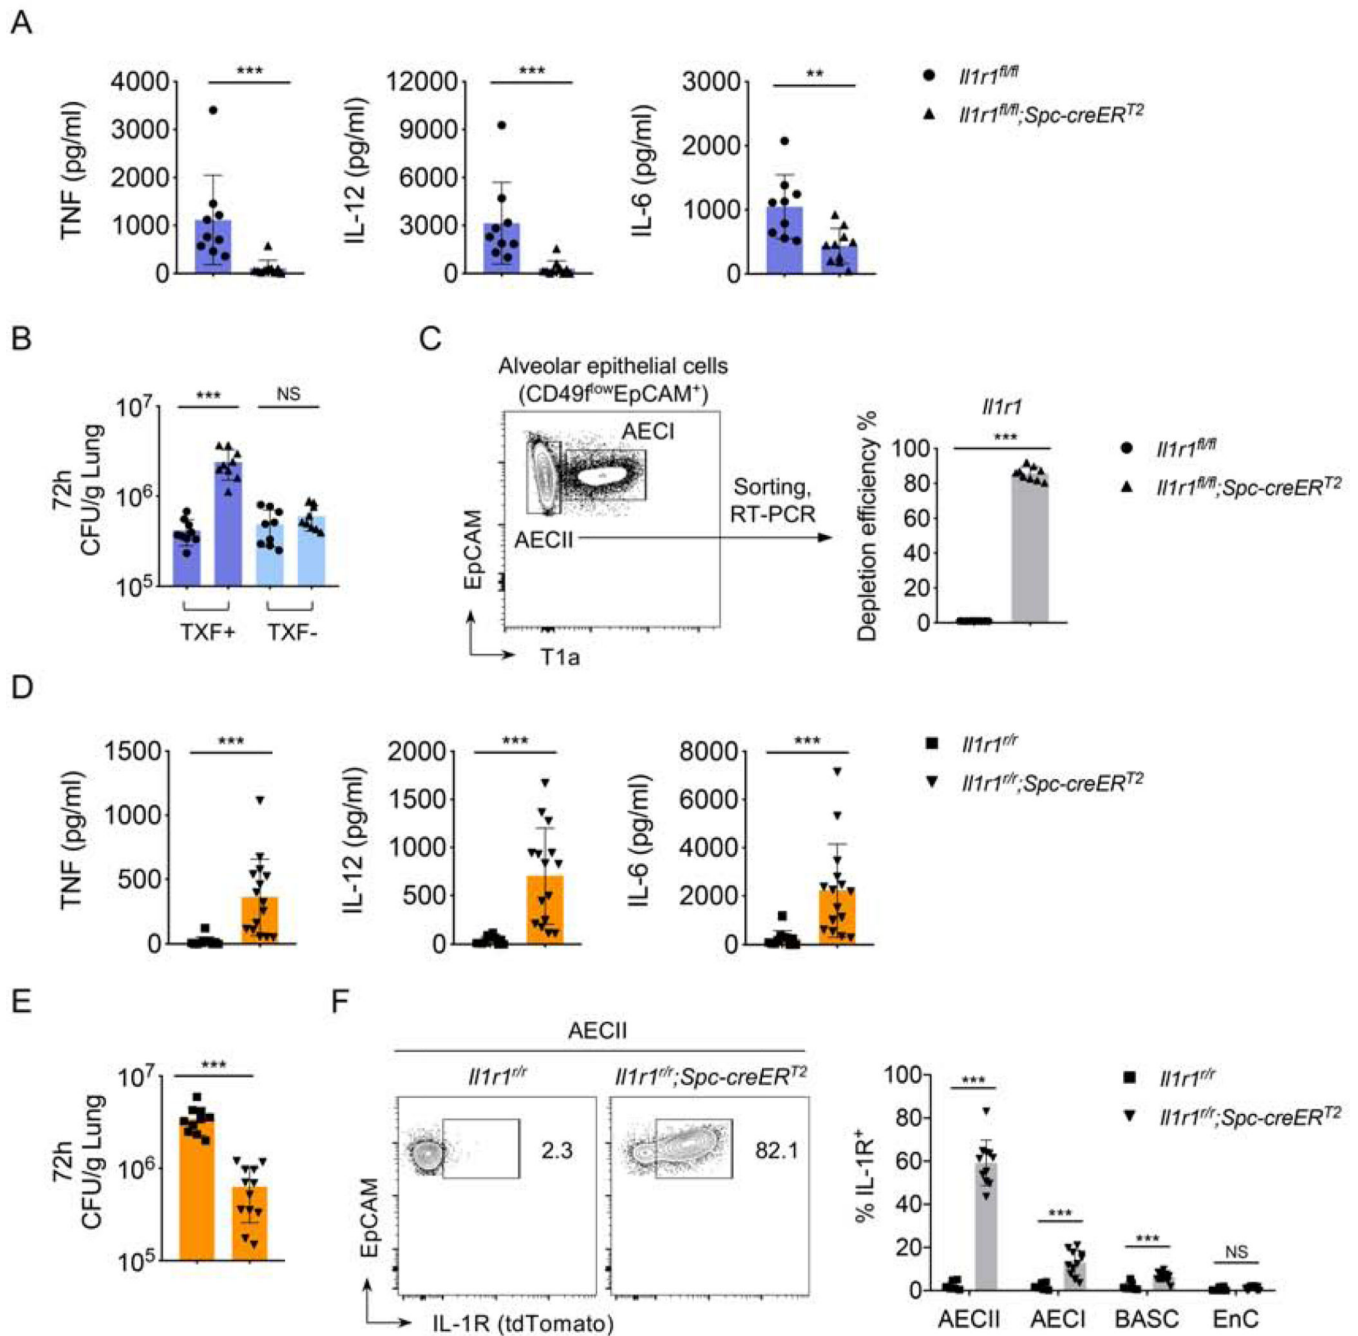 A
TNF (pg/ml)
4000
3000
2000
1000
0
***
IL-12 (pg/ml)
12000
9000
6000
3000
0
***
IL-6 (pg/ml)
3000
2000
1000
0
**
Il1r1fl/fl
Il1r1fl/fl;Spc-creERT2
B
72h
CFU/g Lung
10^7
10^6
10^5
***
NS
TXF+
TXF-
C
Alveolar epithelial cells
(CD49flowEpCAM+)
AECI
AECII
EpCAM
T1a
Sorting,
RT-PCR
Il1r1
Depletion efficiency %
100
80
60
40
20
0
***
Il1r1fl/fl
Il1r1fl/fl;Spc-creERT2
D
TNF (pg/ml)
1500
1000
500
0
***
IL-12 (pg/ml)
2000
1500
1000
500
0
***
IL-6 (pg/ml)
8000
6000
4000
2000
0
***
Il1r1r/r
Il1r1r/r;Spc-creERT2
E
72h
CFU/g Lung
10^7
10^6
10^5
***
F
AECII
Il1r1r/r
Il1r1r/r;Spc-creERT2
2.3
82.1
EpCAM
IL-1R (tdTomato)
% IL-1R+
100
80
60
40
20
0
***
***
***
NS
AECII
AECI
BASC
EnC
Il1r1r/r
Il1r1r/r;Spc-creERT2